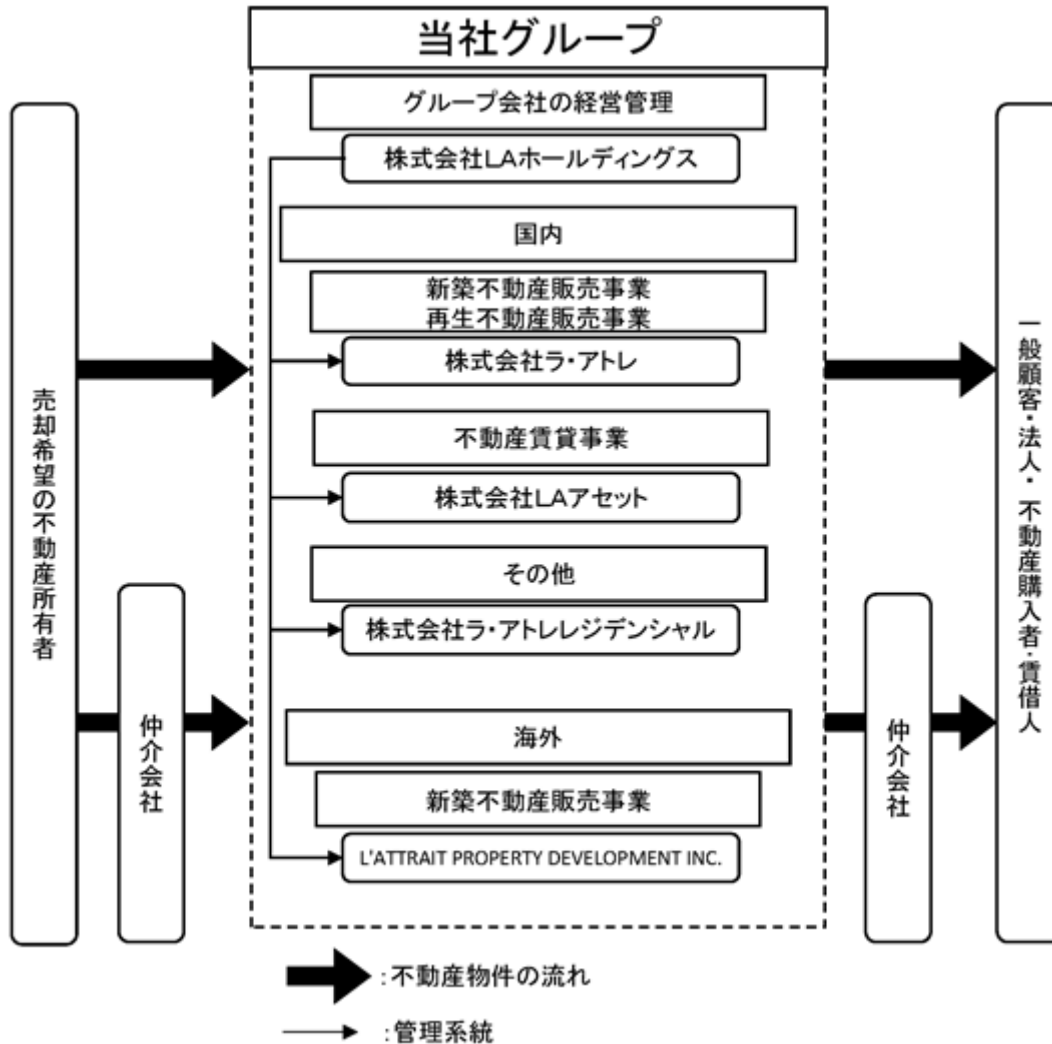 当社グループ
グループ会社の経営管理
株式会社LAホールディングス
国内
新築不動産販売事業
再生不動産販売事業
株式会社ラ・アトレ
不動産賃貸事業
株式会社LAアセット
その他
株式会社ラ・アトレレジデンシャル
海外
新築不動産販売事業
L'ATTRAIT PROPERTY DEVELOPMENT INC.
売却希望の不動産所有者
仲介会社
仲介会社
一般顧客・法人・不動産購入者・賃借人
:不動産物件の流れ
:管理系統